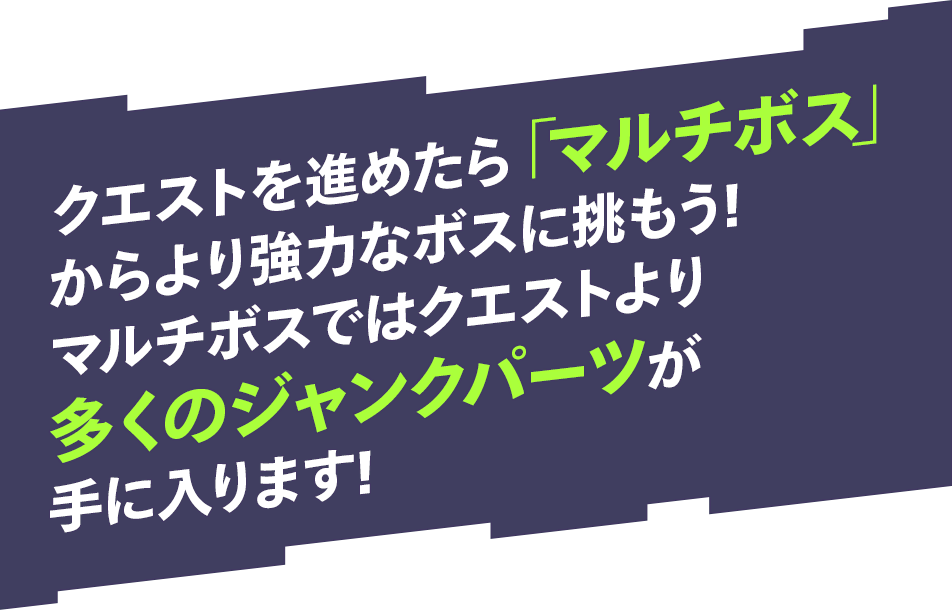 クエストを進めたら「マルチボス」
からより強力なボスに挑もう!
マルチボスではクエストより
多くのジャンクパーツが
手に入ります!